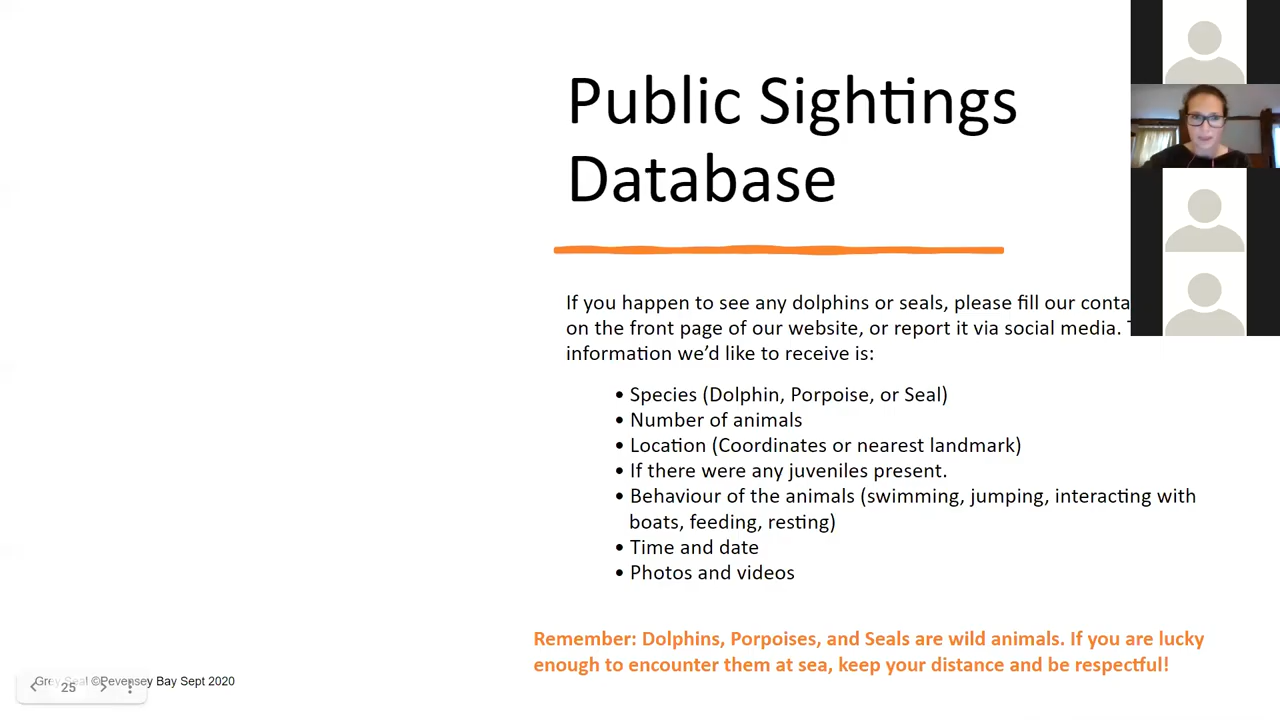 Public Sightings
Database
If you happen to see any dolphins or seals, please fill our
on the front page of our website, or report it via social media.
information we’d like to receive is:
• Species (Dolphin, Porpoise, or Seal)
• Number of animals
• Location (Coordinates or nearest landmark)
• If there were any juveniles present.
• Behaviour of the animals (swimming, jumping, interacting with
boats, feeding, resting)
• Time and date
• Photos and videos
Remember: Dolphins, Porpoises, and Seals are wild animals. If you are lucky
enough to encounter them at sea, keep your distance and be respectful!
Grey Seal ©Pevensey Bay Sept 2020
25